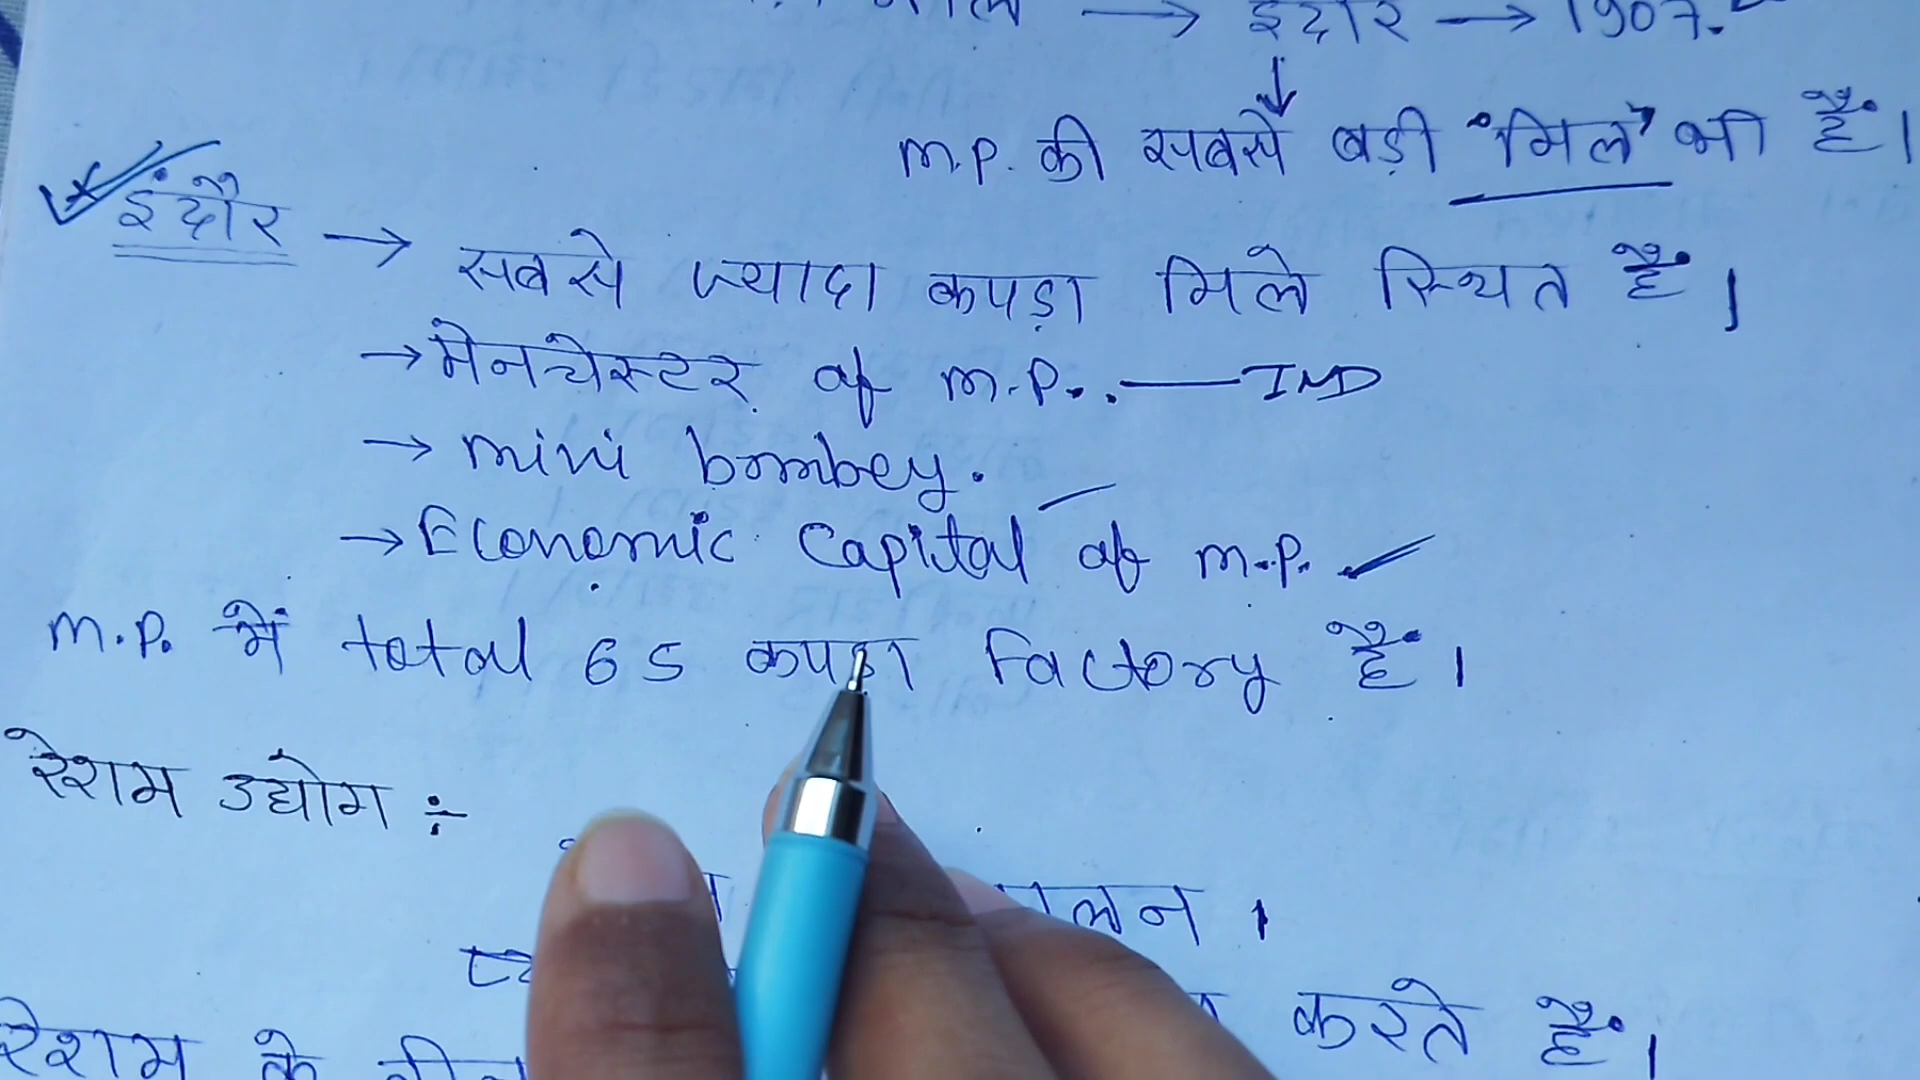 → इंदौर → 1907.
M.P. की सबसे बड़ी "मिल" भी हैं।
इंदौर → सबसे ज्यादा कपड़ा मिले स्थित हैं।
→ मेनचेस्टर of M.P.. — IND
→ mini bombey.
→ Economic Capital of M.P.
M.P. में total 65 कपड़ा Factory हैं।
रेशम उद्योग ÷
करते हैं।
रेशम के